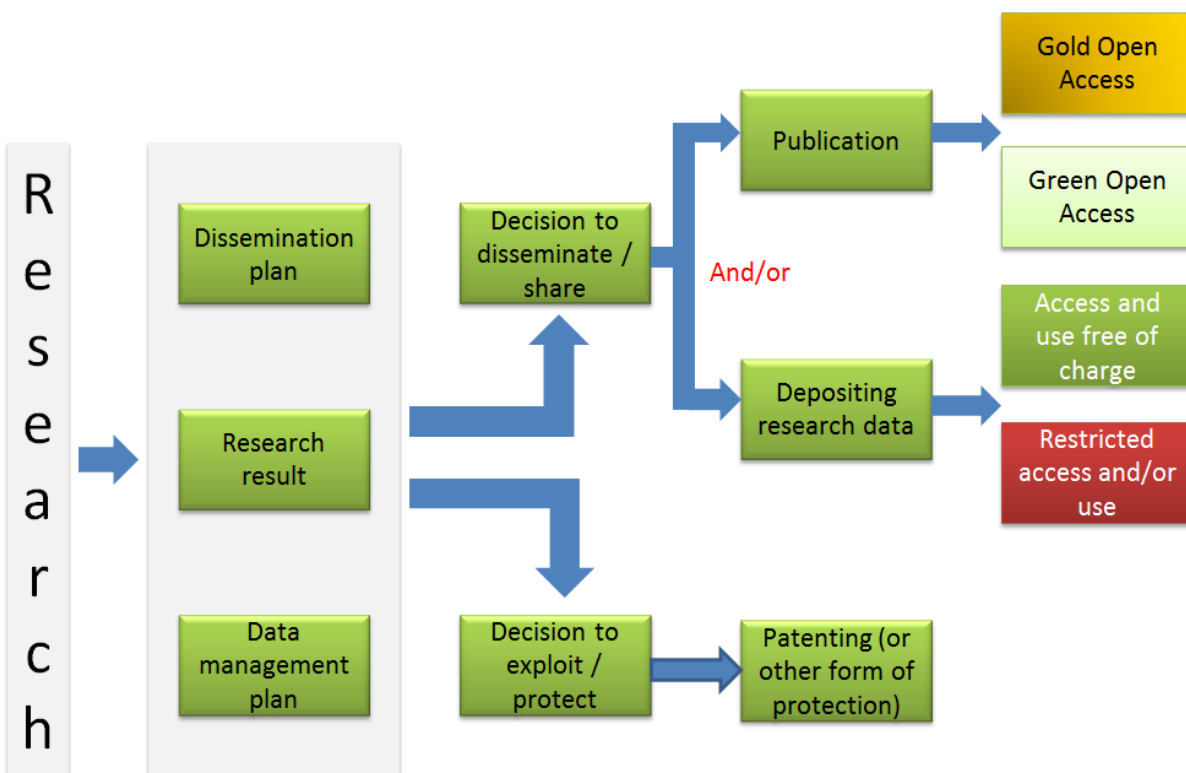 Research
Dissemination
plan
Research
result
Data
management
plan
Decision to
disseminate /
share
Decision to
exploit /
protect
And/or
Publication
Depositing
research data
Patenting (or
other form of
protection)
Gold Open
Access
Green Open
Access
Access and
use free of
charge
Restricted
access and/or
use